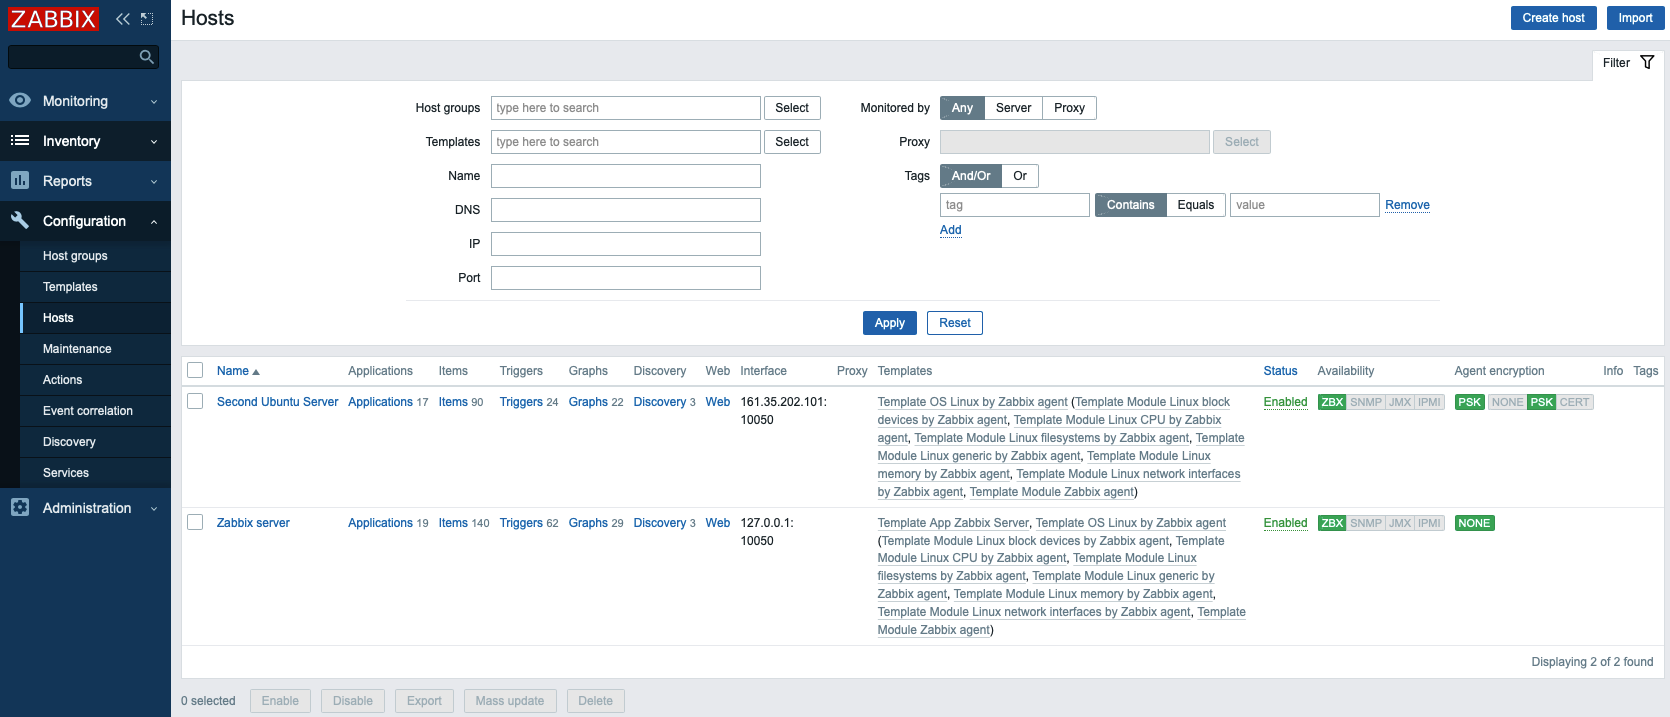 ZABBIX
Hosts
Create host
Import
Filter
Monitoring
Inventory
Reports
Configuration
Host groups
Templates
Hosts
Maintenance
Actions
Event correlation
Discovery
Services
Administration
Host groups type here to search Select
Templates type here to search Select
Name
DNS
IP
Port
Monitored by Any Server Proxy
Proxy Select
Tags And/Or Or
tag Contains Equals value Remove
Add
Apply Reset
Name Applications Items Triggers Graphs Discovery Web Interface Proxy Templates Status Availability Agent encryption Info Tags
Second Ubuntu Server Applications 17 Items 90 Triggers 24 Graphs 22 Discovery 3 Web 161.35.202.101: Template OS Linux by Zabbix agent (Template Module Linux block Enabled ZBX SNMP JMX IPMI PSK NONE PSK CERT
10050 devices by Zabbix agent, Template Module Linux CPU by Zabbix
agent, Template Module Linux filesystems by Zabbix agent, Template
Module Linux generic by Zabbix agent, Template Module Linux
memory by Zabbix agent, Template Module Linux network interfaces
by Zabbix agent, Template Module Zabbix agent)
Zabbix server Applications 19 Items 140 Triggers 62 Graphs 29 Discovery 3 Web 127.0.0.1: Template App Zabbix Server, Template OS Linux by Zabbix agent Enabled ZBX SNMP JMX IPMI NONE
10050 (Template Module Linux block devices by Zabbix agent, Template
Module Linux CPU by Zabbix agent, Template Module Linux
filesystems by Zabbix agent, Template Module Linux generic by
Zabbix agent, Template Module Linux memory by Zabbix agent,
Template Module Linux network interfaces by Zabbix agent, Template
Module Zabbix agent)
Displaying 2 of 2 found
0 selected Enable Disable Export Mass update Delete